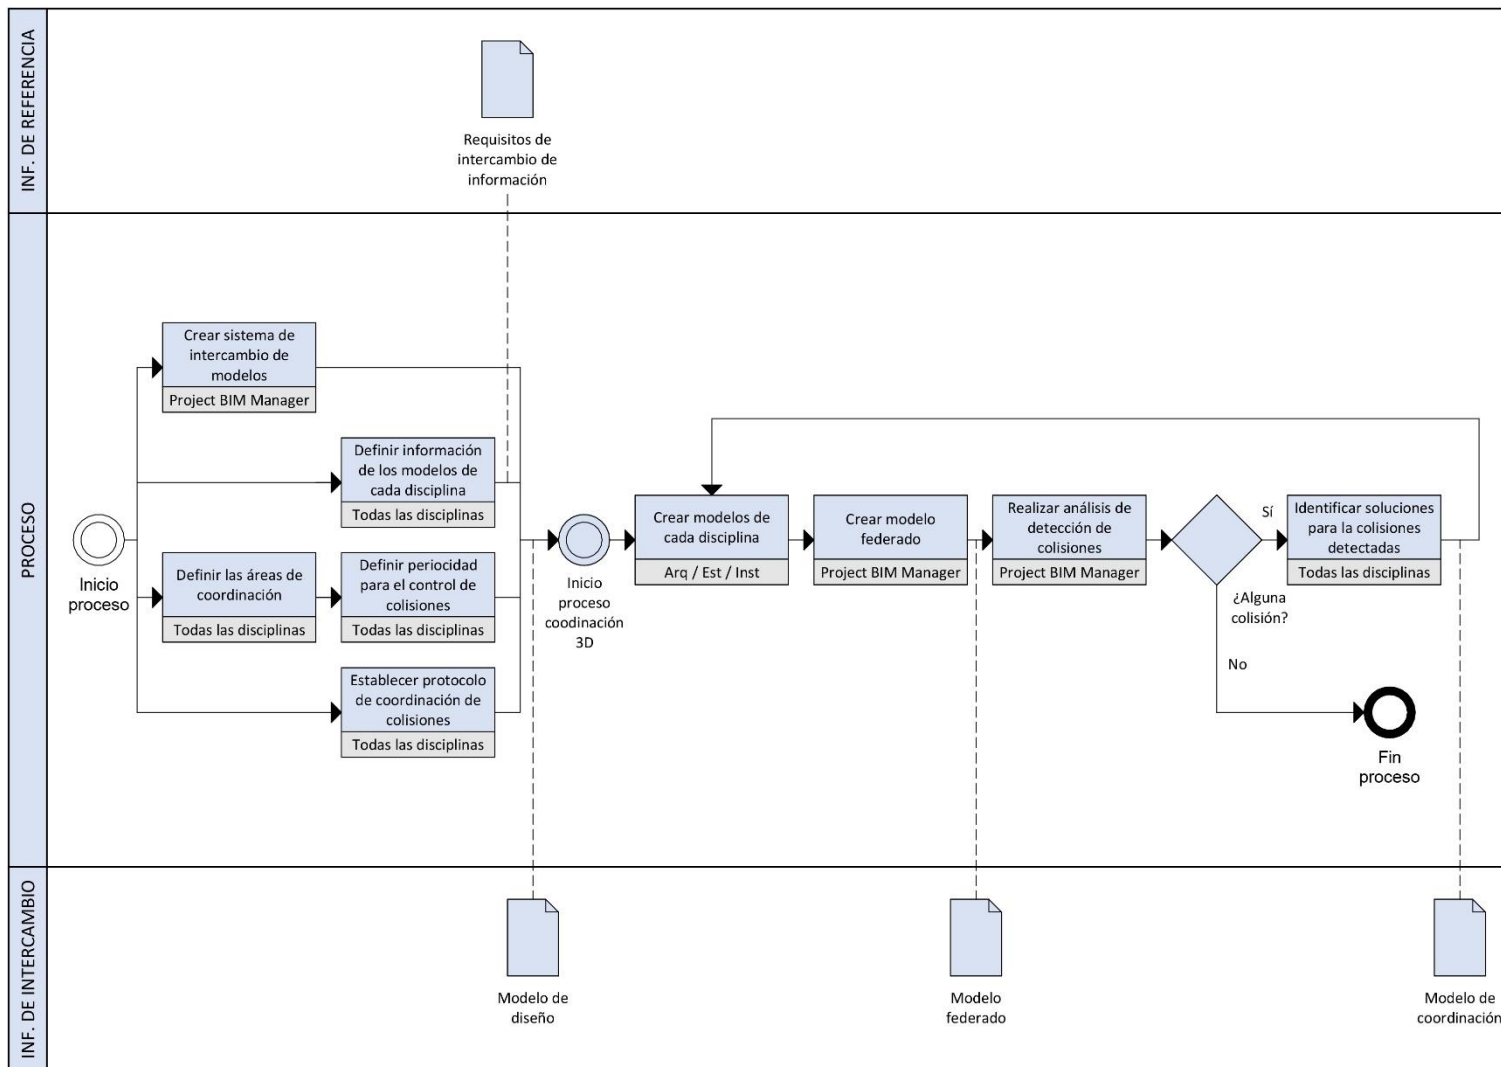 INF. DE REFERENCIA
Requisitos de
intercambio de
información
PROCESO
Inicio
proceso
Crear sistema de
intercambio de
modelos
Project BIM Manager
Definir información
de los modelos de
cada disciplina
Todas las disciplinas
Definir las áreas de
coordinación
Todas las disciplinas
Definir periocidad
para el control de
colisiones
Todas las disciplinas
Establecer protocolo
de coordinación de
colisiones
Todas las disciplinas
Inicio
proceso
coodinación
3D
Crear modelos de
cada disciplina
Arq / Est / Inst
Crear modelo
federado
Project BIM Manager
Realizar análisis de
detección de
colisiones
Project BIM Manager
¿Alguna
colisión?
Sí
No
Identificar soluciones
para la colisiones
detectadas
Todas las disciplinas
Fin
proceso
INF. DE INTERCAMBIO
Modelo de
diseño
Modelo
federado
Modelo de
coordinación